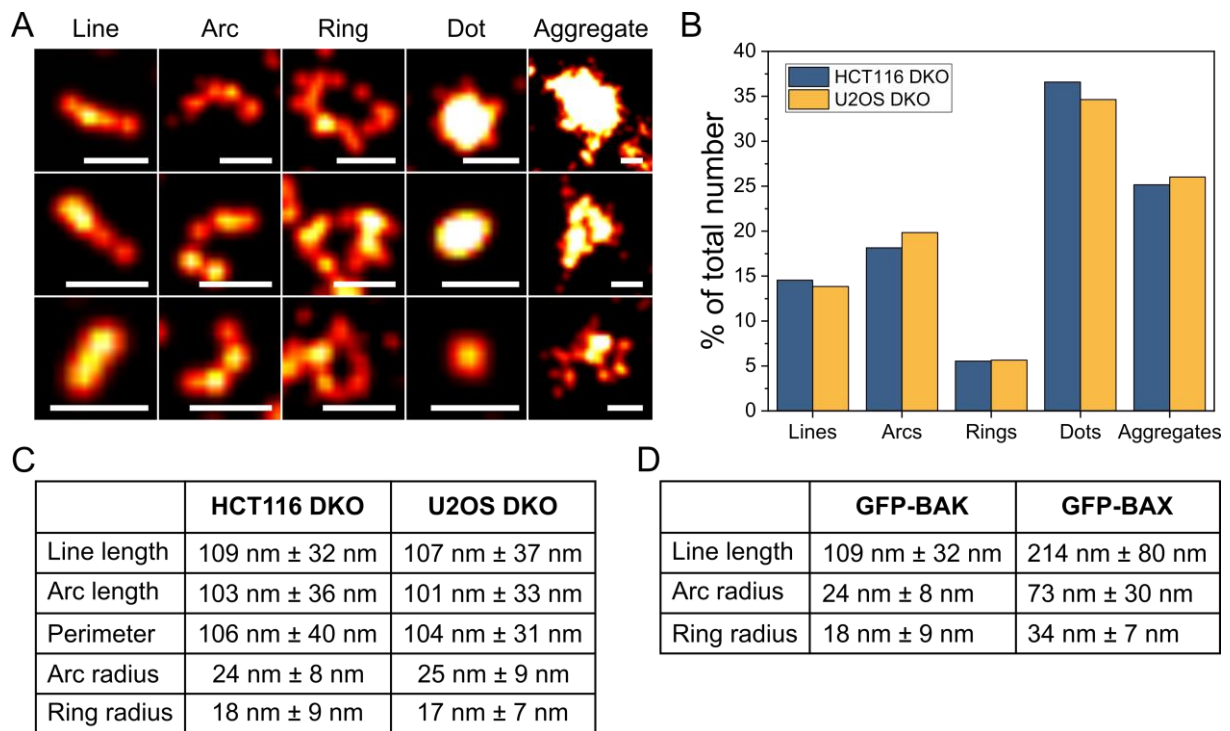 A
Line Arc Ring Dot Aggregate
B
% of total number
40
35
30
25
20
15
10
5
0
HCT116 DKO
U2OS DKO
Lines Arcs Rings Dots Aggregates
C
HCT116 DKO U2OS DKO
Line length 109 nm ± 32 nm 107 nm ± 37 nm
Arc length 103 nm ± 36 nm 101 nm ± 33 nm
Perimeter 106 nm ± 40 nm 104 nm ± 31 nm
Arc radius 24 nm ± 8 nm 25 nm ± 9 nm
Ring radius 18 nm ± 9 nm 17 nm ± 7 nm
D
GFP-BAK GFP-BAX
Line length 109 nm ± 32 nm 214 nm ± 80 nm
Arc radius 24 nm ± 8 nm 73 nm ± 30 nm
Ring radius 18 nm ± 9 nm 34 nm ± 7 nm